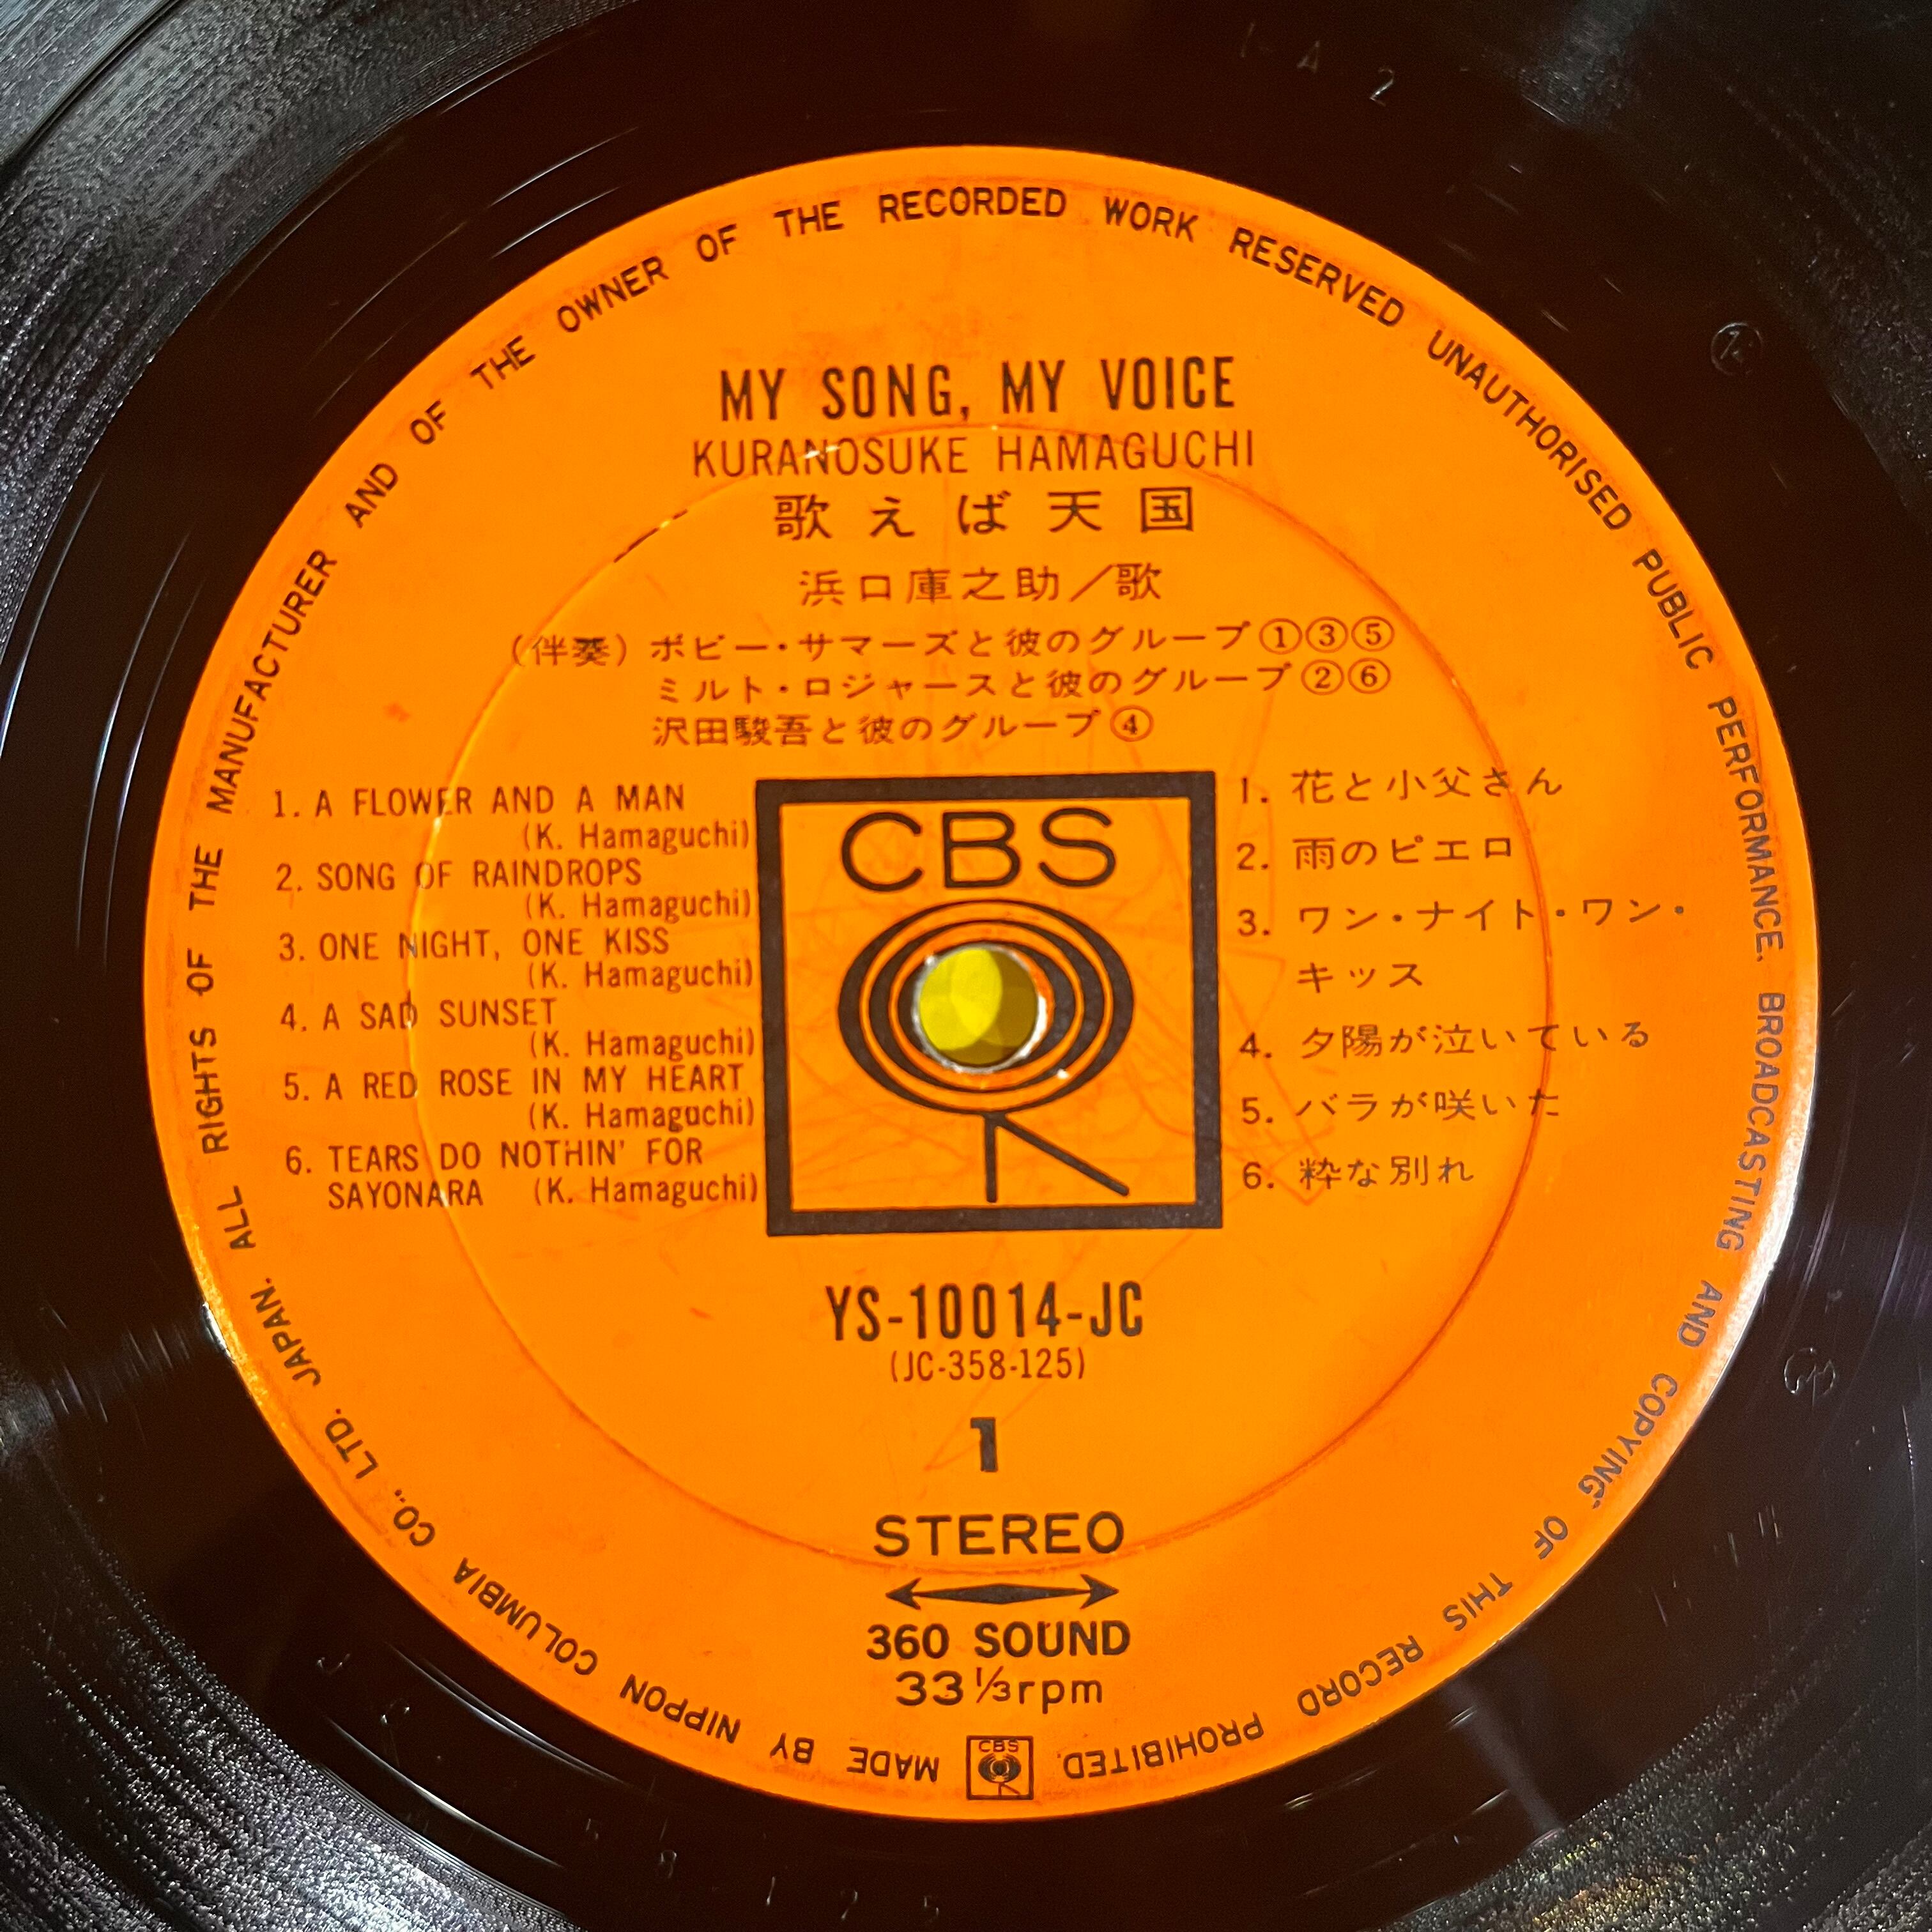 MY SONG, MY VOICE
KURANOSUKE HAMAGUCHI
歌えば天国
浜口庫之助／歌
(伴奏) ボビー・サマーズと彼のグループ①③⑤
ミルト・ロジャースと彼のグループ②⑥
沢田駿吾と彼のグループ④
1. A FLOWER AND A MAN
(K. Hamaguchi)
2. SONG OF RAINDROPS
(K. Hamaguchi)
3. ONE NIGHT, ONE KISS
(K. Hamaguchi)
4. A SAD SUNSET
(K. Hamaguchi)
5. A RED ROSE IN MY HEART
(K. Hamaguchi)
6. TEARS DO NOTHIN' FOR
SAYONARA (K. Hamaguchi)
CBS
1. 花と小父さん
2. 雨のピエロ
3. ワン・ナイト・ワン・
キッス
4. 夕陽が泣いている
5. バラが咲いた
6. 粋な別れ
YS-10014-JC
(JC-358-125)
1
STEREO
360 SOUND
33 1/3 rpm
CBS
MADE BY NIPPON COLUMBIA CO., LTD. JAPAN. ALL RIGHTS OF THE MANUFACTURER AND OF THE OWNER OF THE RECORDED WORK RESERVED UNAUTHORISED PUBLIC PERFORMANCE. BROADCASTING AND COPYING OF THIS RECORD PROHIBITED.
1-A 2